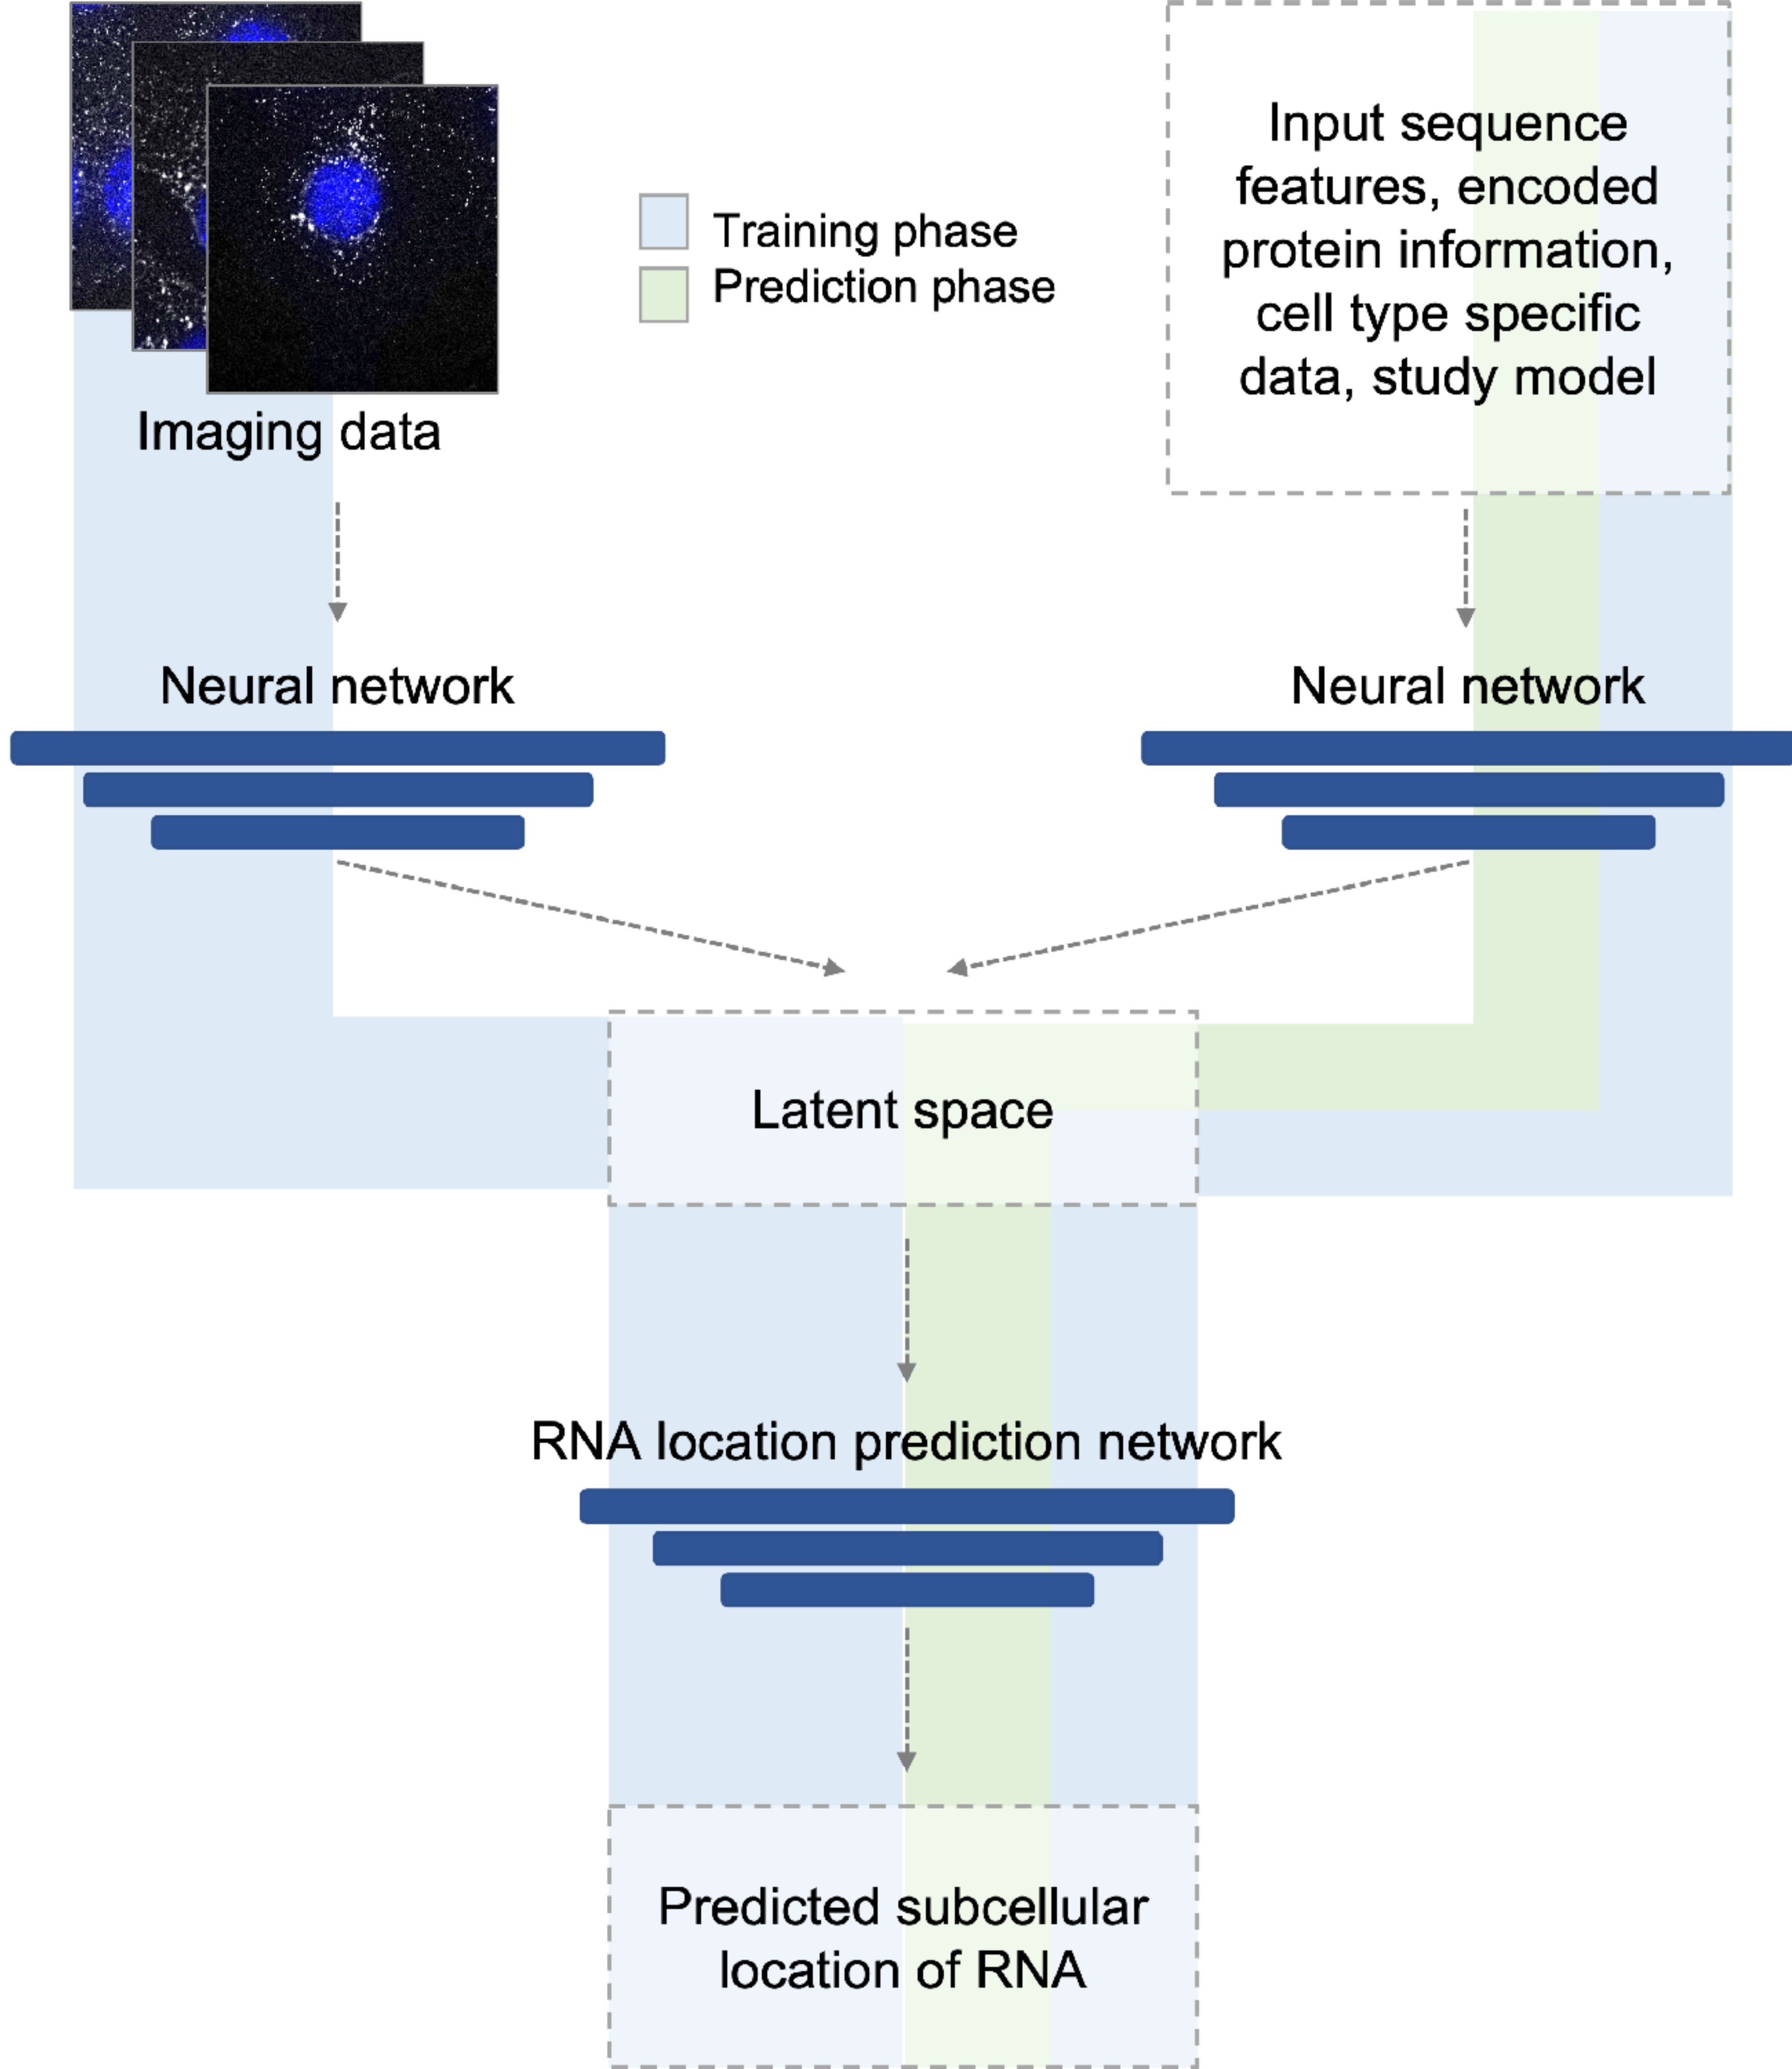 Input sequence
features, encoded
protein information,
cell type specific
data, study model
Training phase
Prediction phase
Imaging data
Neural network
Neural network
Latent space
RNA location prediction network
Predicted subcellular
location of RNA